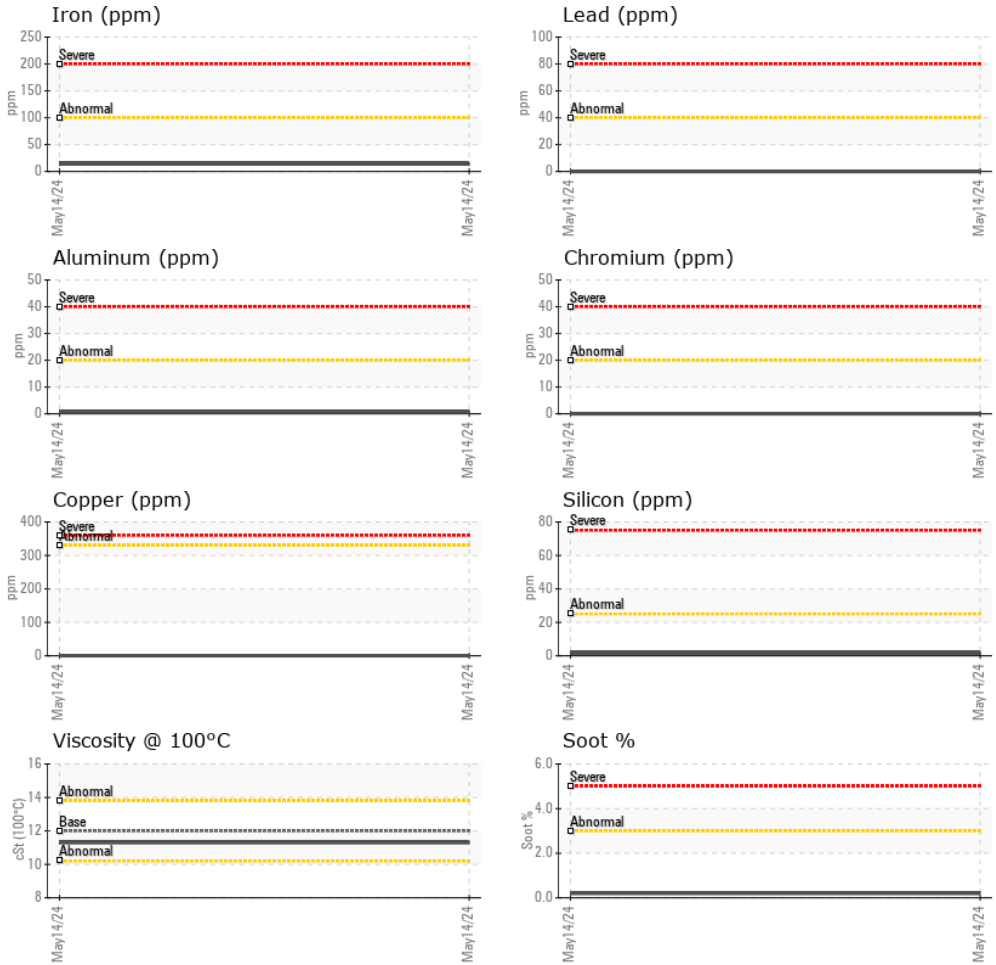 Iron (ppm)
250
200
150
100
50
0
ppm
Severe
Abnormal
May14/24
May14/24
Lead (ppm)
100
80
60
40
20
0
ppm
Severe
Abnormal
May14/24
May14/24
Aluminum (ppm)
50
40
30
20
10
0
ppm
Severe
Abnormal
May14/24
May14/24
Chromium (ppm)
50
40
30
20
10
0
ppm
Severe
Abnormal
May14/24
May14/24
Copper (ppm)
400
300
200
100
0
ppm
Severe
Abnormal
May14/24
May14/24
Silicon (ppm)
80
60
40
20
0
ppm
Severe
Abnormal
May14/24
May14/24
Viscosity @ 100°C
16
14
12
10
8
cSt (100°C)
Abnormal
Base
Abnormal
May14/24
May14/24
Soot %
6.0
4.0
2.0
0.0
Soot %
Severe
Abnormal
May14/24
May14/24